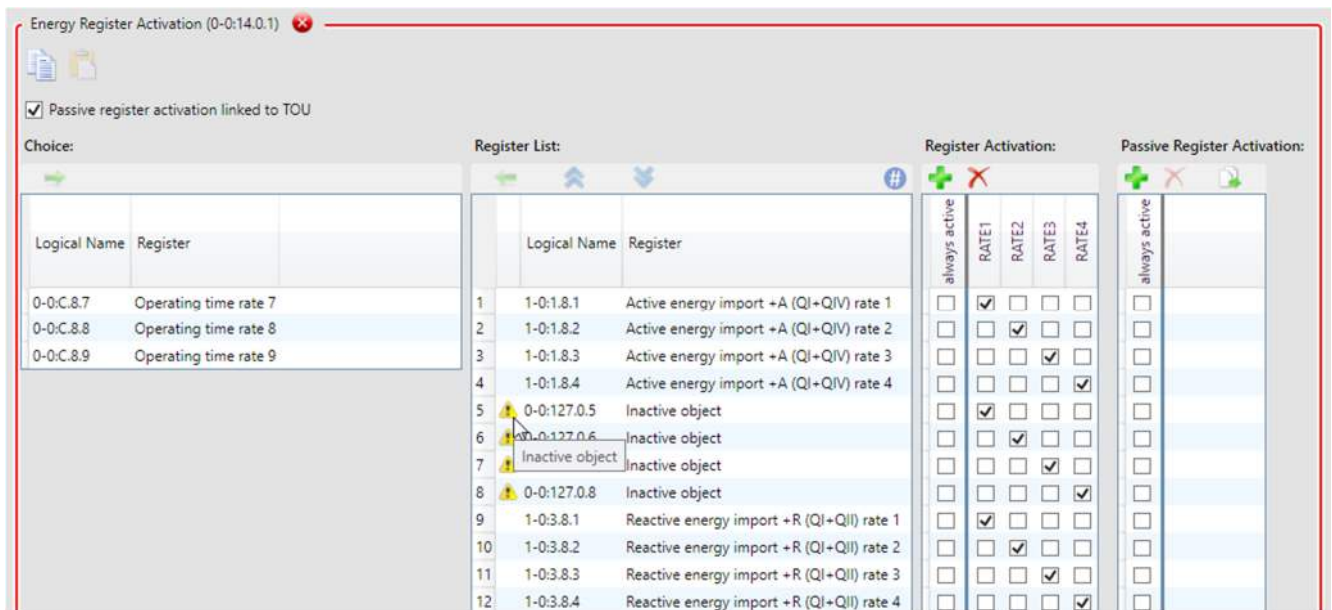 Energy Register Activation (0-0:14.0.1)
Passive register activation linked to TOU
Choice:
Logical Name Register
0-0:C.8.7 Operating time rate 7
0-0:C.8.8 Operating time rate 8
0-0:C.8.9 Operating time rate 9
Register List:
#
Logical Name Register
1 1-0:1.8.1 Active energy import +A (QI+QIV) rate 1
2 1-0:1.8.2 Active energy import +A (QI+QIV) rate 2
3 1-0:1.8.3 Active energy import +A (QI+QIV) rate 3
4 1-0:1.8.4 Active energy import +A (QI+QIV) rate 4
5 0-0:127.0.5 Inactive object
6 0-0:127.0.6 Inactive object
Inactive object
7 Inactive object
8 0-0:127.0.8 Inactive object
9 1-0:3.8.1 Reactive energy import +R (QI+QII) rate 1
10 1-0:3.8.2 Reactive energy import +R (QI+QII) rate 2
11 1-0:3.8.3 Reactive energy import +R (QI+QII) rate 3
12 1-0:3.8.4 Reactive energy import +R (QI+QII) rate 4
Register Activation:
always active
RATE1
RATE2
RATE3
RATE4
Passive Register Activation:
always active